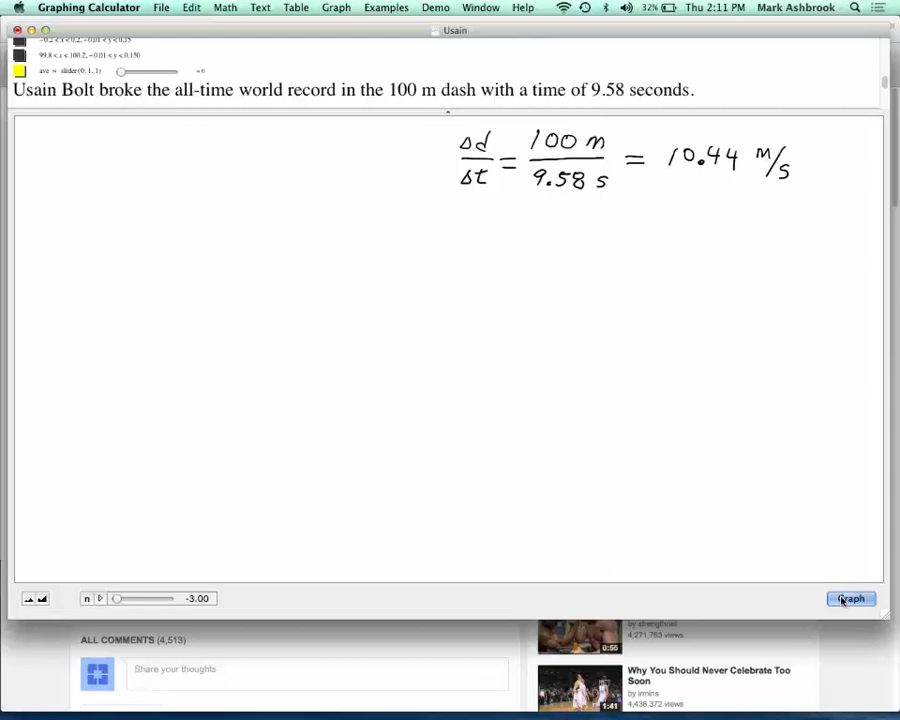 Graphing Calculator File Edit Math Text Table Graph Examples Demo Window Help 32% Thu 2:11 PM Mark Ashbrook
Usain
99.8 < x < 100.2, −0.01 < y < 0.150
ave = slider(0, 1, 1) =0
Usain Bolt broke the all-time world record in the 100 m dash with a time of 9.58 seconds.
Δd/Δt = 100 m/9.58 s = 10.44 m/s
n -3.00
Graph
ALL COMMENTS (4,513)
Share your thoughts
4,271,763 views
0:55
Why You Should Never Celebrate Too
Soon
by irmins
4,438,372 views
1:41